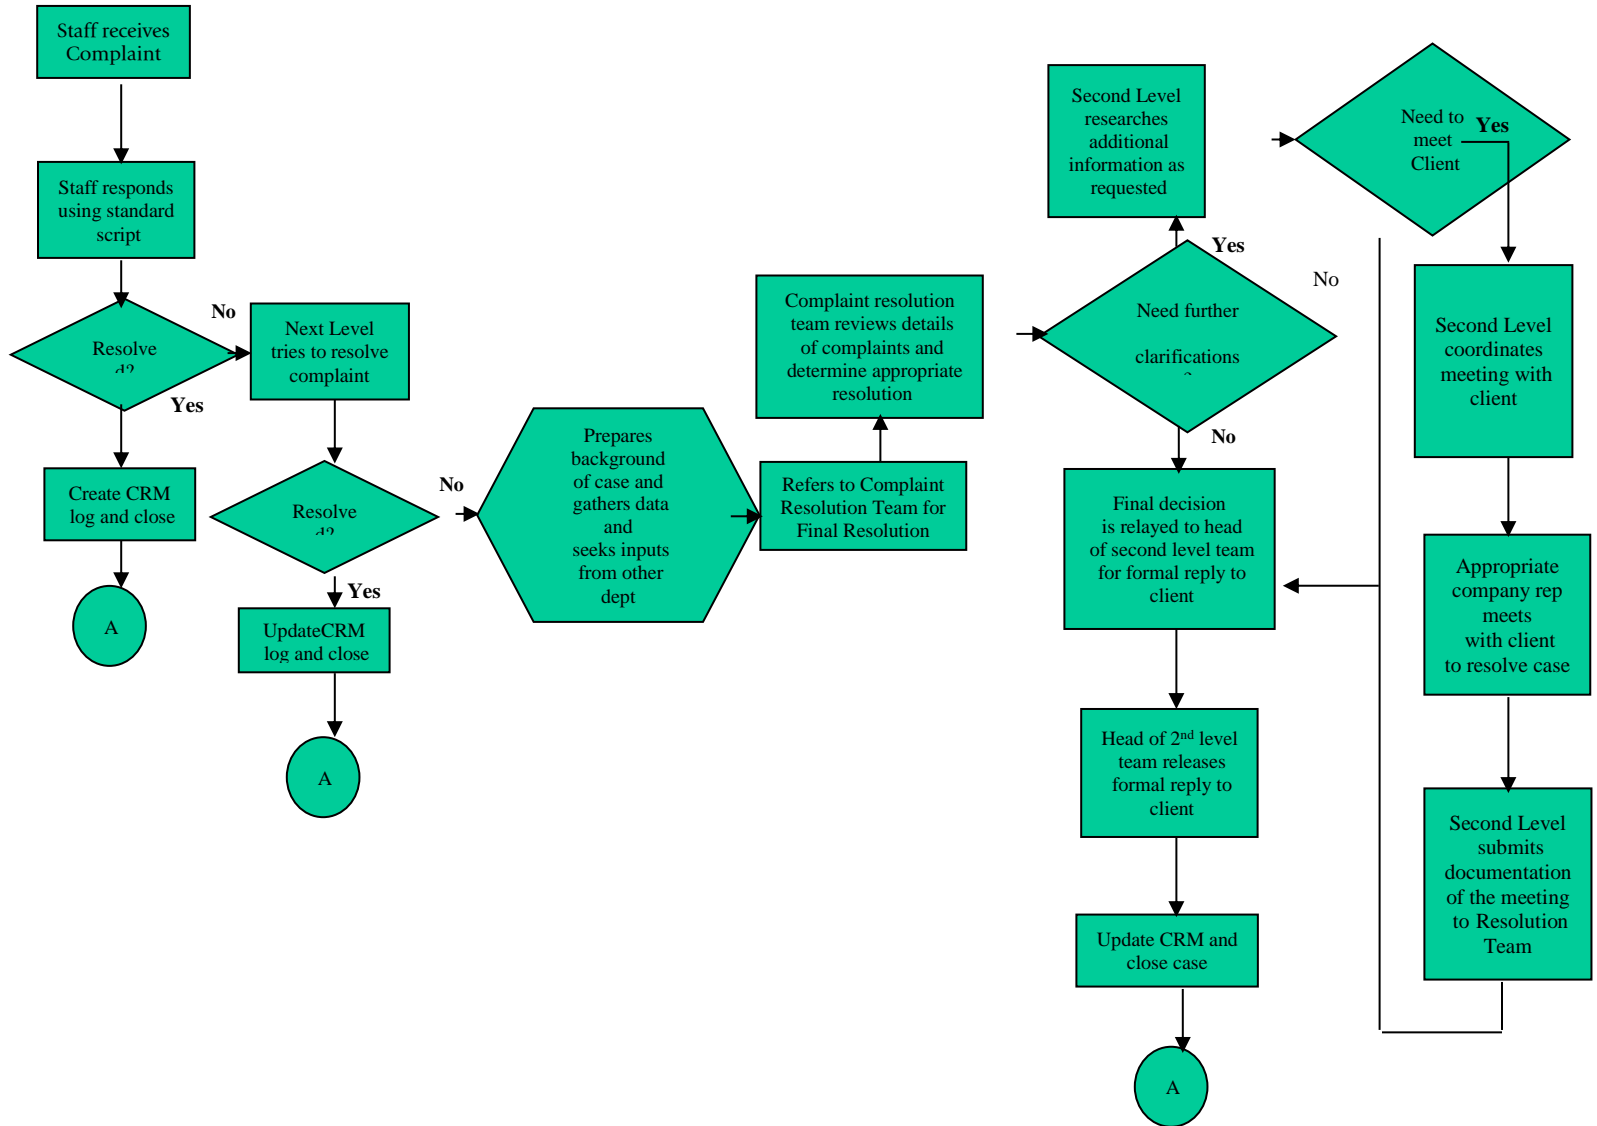 Staff receives
Complaint
Staff responds
using standard
script
Resolve
d?
No
Yes
Next Level
tries to resolve
complaint
Create CRM
log and close
A
Resolve
d?
No
Yes
UpdateCRM
log and close
A
Prepares
background
of case and
gathers data
and
seeks inputs
from other
dept
Refers to Complaint
Resolution Team for
Final Resolution
Complaint resolution
team reviews details
of complaints and
determine appropriate
resolution
Need further
clarifications
?
Yes
No
Second Level
researches
additional
information as
requested
Need to
meet
Client
Yes
No
Second Level
coordinates
meeting with
client
Appropriate
company rep
meets
with client
to resolve case
Second Level
submits
documentation
of the meeting
to Resolution
Team
Final decision
is relayed to head
of second level team
for formal reply to
client
Head of 2nd level
team releases
formal reply to
client
Update CRM and
close case
A